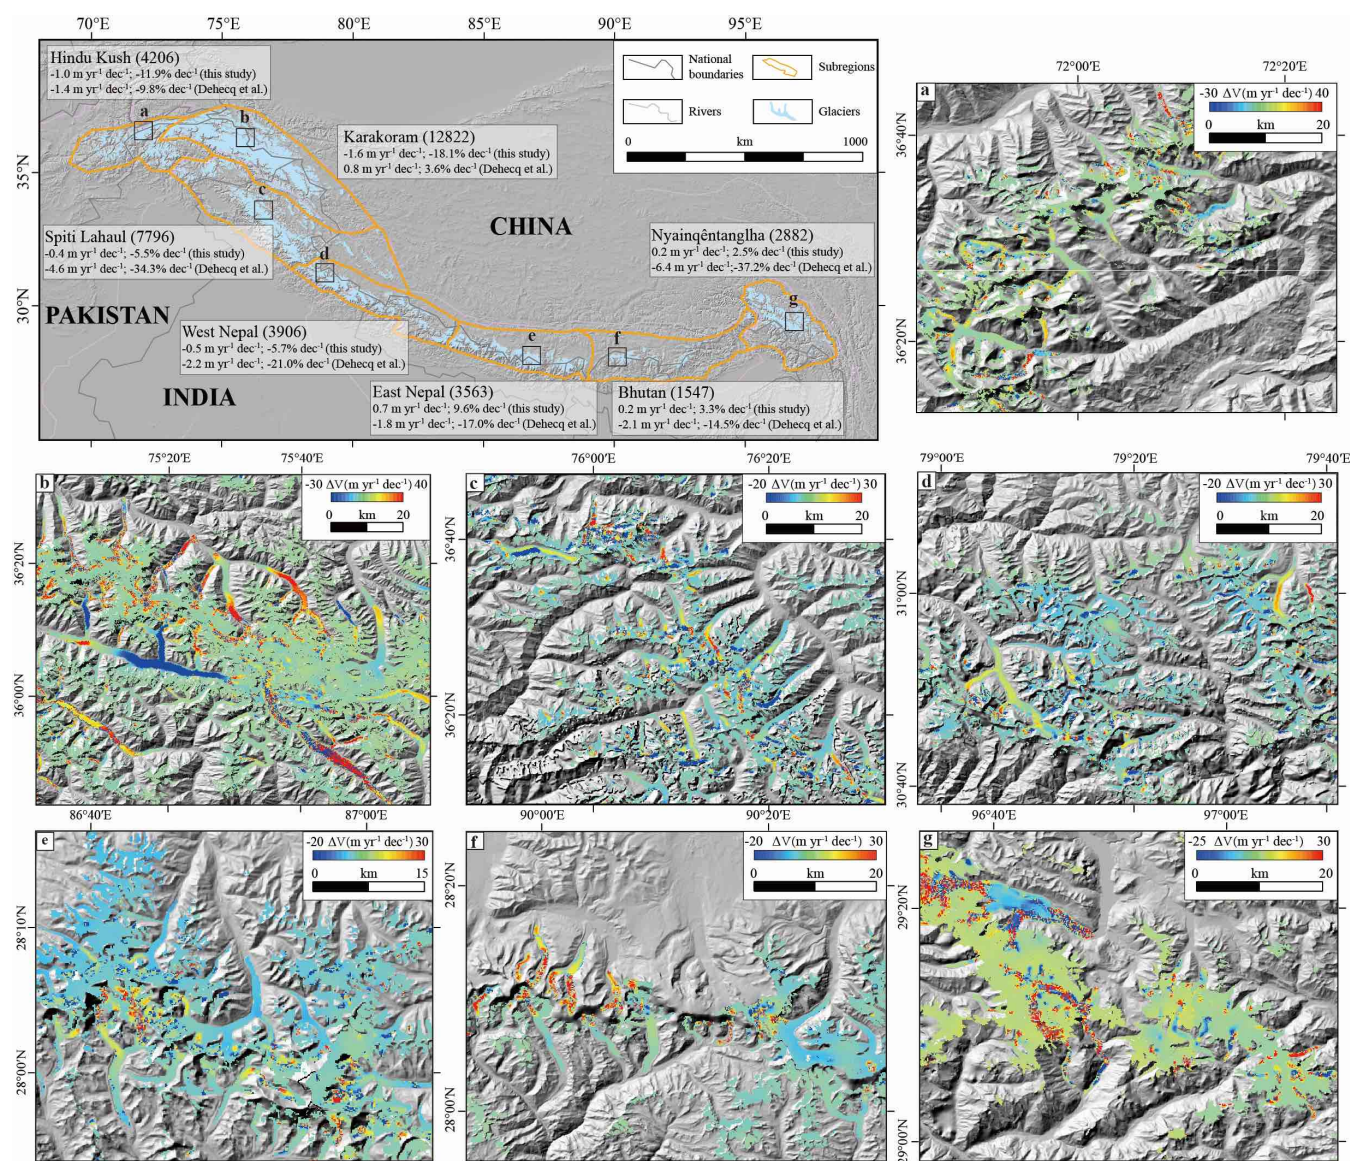 70°E 75°E 80°E 85°E 90°E 95°E
Hindu Kush (4206)
-1.0 m yr⁻¹ dec⁻¹; -11.9% dec⁻¹ (this study)
-1.4 m yr⁻¹ dec⁻¹; -9.8% dec⁻¹ (Dehecq et al.)
National boundaries
Subregions
Rivers
Glaciers
km
0 1000
a
b
Karakoram (12822)
-1.6 m yr⁻¹ dec⁻¹; -18.1% dec⁻¹ (this study)
0.8 m yr⁻¹ dec⁻¹; 3.6% dec⁻¹ (Dehecq et al.)
35°N
c
CHINA
Spiti Lahaul (7796)
-0.4 m yr⁻¹ dec⁻¹; -5.5% dec⁻¹ (this study)
-4.6 m yr⁻¹ dec⁻¹; -34.3% dec⁻¹ (Dehecq et al.)
d
Nyainqêntanglha (2882)
0.2 m yr⁻¹ dec⁻¹; 2.5% dec⁻¹ (this study)
-6.4 m yr⁻¹ dec⁻¹;-37.2% dec⁻¹ (Dehecq et al.)
g
30°N
PAKISTAN
West Nepal (3906)
-0.5 m yr⁻¹ dec⁻¹; -5.7% dec⁻¹ (this study)
-2.2 m yr⁻¹ dec⁻¹; -21.0% dec⁻¹ (Dehecq et al.)
e
f
INDIA
East Nepal (3563)
0.7 m yr⁻¹ dec⁻¹; 9.6% dec⁻¹ (this study)
-1.8 m yr⁻¹ dec⁻¹; -17.0% dec⁻¹ (Dehecq et al.)
Bhutan (1547)
0.2 m yr⁻¹ dec⁻¹; 3.3% dec⁻¹ (this study)
-2.1 m yr⁻¹ dec⁻¹; -14.5% dec⁻¹ (Dehecq et al.)
72°0'E 72°20'E
a
-30 ΔV (m yr⁻¹ dec⁻¹) 40
0 km 20
36°40'N
36°20'N
75°20'E 75°40'E
b
-30 ΔV (m yr⁻¹ dec⁻¹) 40
0 km 20
36°20'N
36°0'N
76°0'E 76°20'E
c
-20 ΔV (m yr⁻¹ dec⁻¹) 30
0 km 20
36°40'N
36°20'N
79°00'E 79°20'E 79°40'E
d
-20 ΔV (m yr⁻¹ dec⁻¹) 30
0 km 20
31°00'N
30°40'N
86°40'E 87°00'E
e
-20 ΔV (m yr⁻¹ dec⁻¹) 30
0 km 15
28°10'N
28°00'N
90°00'E 90°20'E
f
-20 ΔV (m yr⁻¹ dec⁻¹) 30
0 km 20
28°20'N
28°00'N
96°40'E 97°00'E
g
-25 ΔV (m yr⁻¹ dec⁻¹) 30
0 km 20
29°20'N
29°00'N